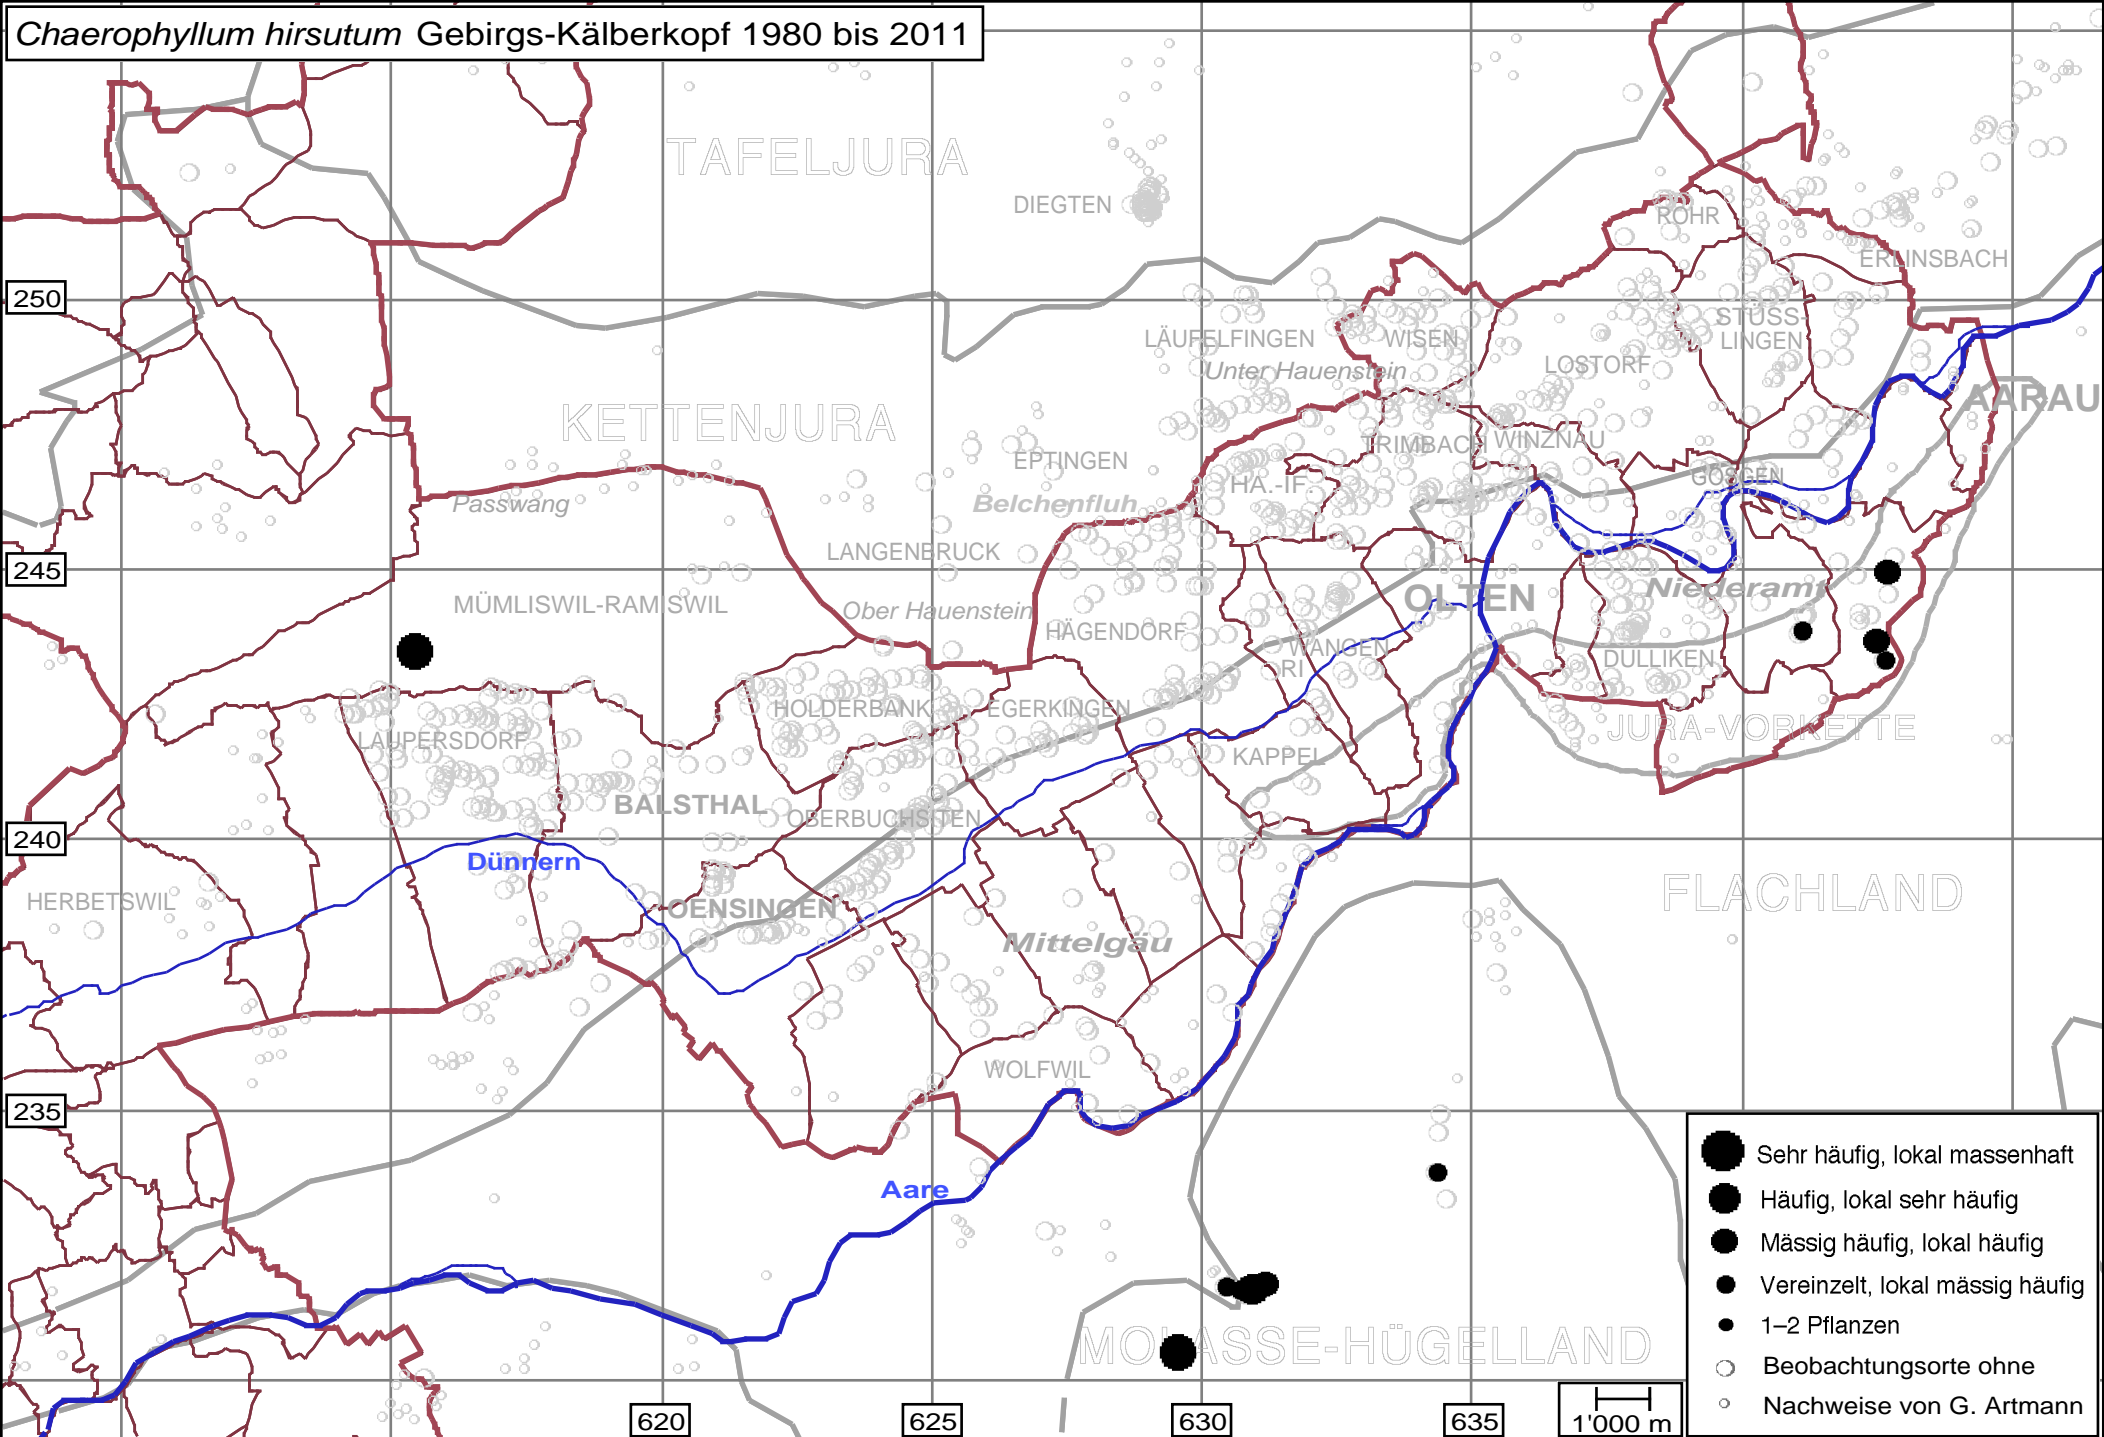 Chaerophyllum hirsutum Gebirgs-Kälberkopf 1980 bis 2011
TAFELJURA
DIEGTEN
ROHR
ERLINSBACH
250
LÄUFELFINGEN
WISEN
STÜSS-
LINGEN
Unter Hauenstein
LOSTORF
AARAU
KETTENJURA
TRIMBACH
WINZNAU
EPTINGEN
GÖSGEN
HÄ.-IF.
Passwang
Belchenfluh
LANGENBRUCK
245
MÜMLISWIL-RAMISWIL
Ober Hauenstein
OLTEN
Niederamt
HÄGENDORF
WANGEN
RI
DULLIKEN
HOLDERBANK
EGERKINGEN
JURA-VORKETTE
LAUPERSDORF
KAPPEL
BALSTHAL
OBERBUCHSITEN
240
Dünnern
HERBETSWIL
OENSINGEN
FLACHLAND
Mittelgäu
WOLFWIL
235
Aare
MOLASSE-HÜGELLAND
620
625
630
635
1'000 m
Sehr häufig, lokal massenhaft
Häufig, lokal sehr häufig
Mässig häufig, lokal häufig
Vereinzelt, lokal mässig häufig
1–2 Pflanzen
Beobachtungsorte ohne
Nachweise von G. Artmann